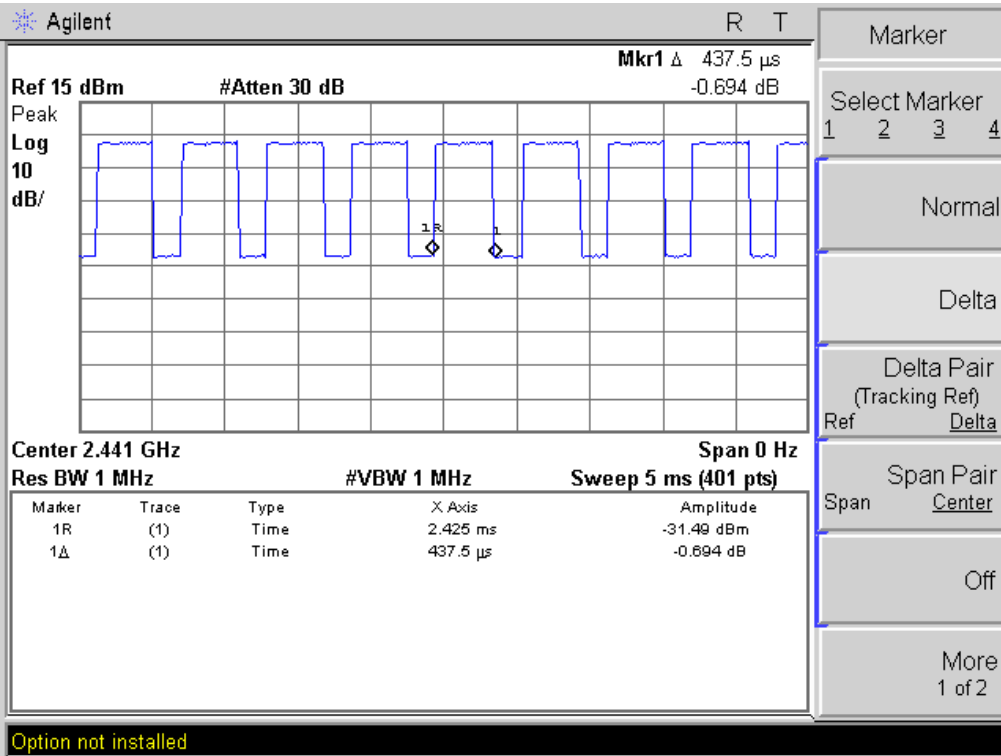 Agilent R T
Mkr1 Δ 437.5 µs
Ref 15 dBm #Atten 30 dB -0.694 dB
Peak
Log
10
dB/
1R 1
Center 2.441 GHz Span 0 Hz
Res BW 1 MHz #VBW 1 MHz Sweep 5 ms (401 pts)
Marker Trace Type X Axis Amplitude
1R (1) Time 2.425 ms -31.49 dBm
1Δ (1) Time 437.5 µs -0.694 dB
Option not installed
Marker
Select Marker
1 2 3 4
Normal
Delta
Delta Pair
(Tracking Ref)
Ref Delta
Span Pair
Span Center
Off
More
1 of 2